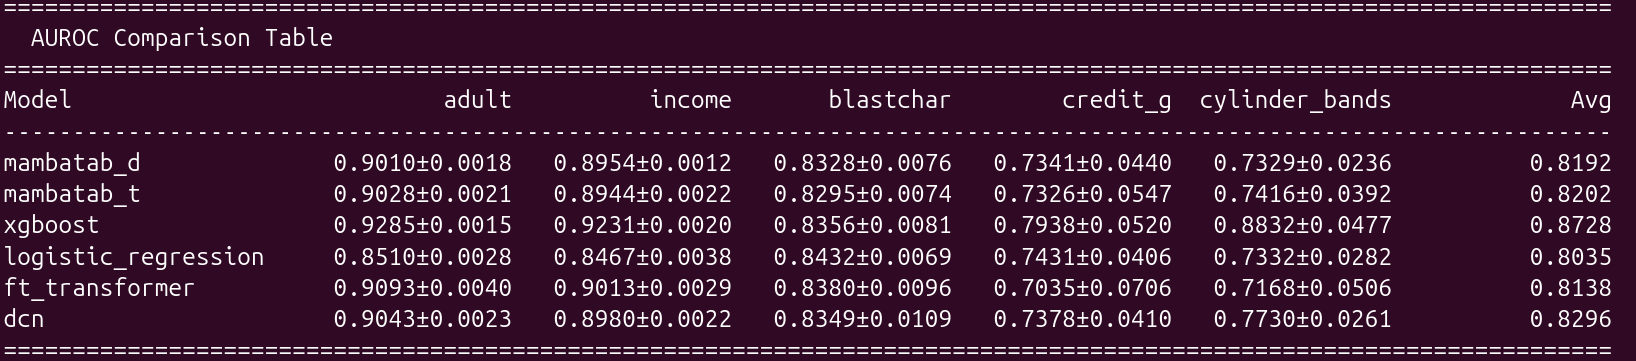 ====================================================================================================================
  AUROC Comparison Table
====================================================================================================================
Model                           adult          income       blastchar        credit_g  cylinder_bands             Avg
---------------------------------------------------------------------------------------------------------------------
mambatab_d              0.9010±0.0018   0.8954±0.0012   0.8328±0.0076   0.7341±0.0440   0.7329±0.0236          0.8192
mambatab_t              0.9028±0.0021   0.8944±0.0022   0.8295±0.0074   0.7326±0.0547   0.7416±0.0392          0.8202
xgboost                 0.9285±0.0015   0.9231±0.0020   0.8356±0.0081   0.7938±0.0520   0.8832±0.0477          0.8728
logistic_regression     0.8510±0.0028   0.8467±0.0038   0.8432±0.0069   0.7431±0.0406   0.7332±0.0282          0.8035
ft_transformer          0.9093±0.0040   0.9013±0.0029   0.8380±0.0096   0.7035±0.0706   0.7168±0.0506          0.8138
dcn                     0.9043±0.0023   0.8980±0.0022   0.8349±0.0109   0.7378±0.0410   0.7730±0.0261          0.8296
====================================================================================================================